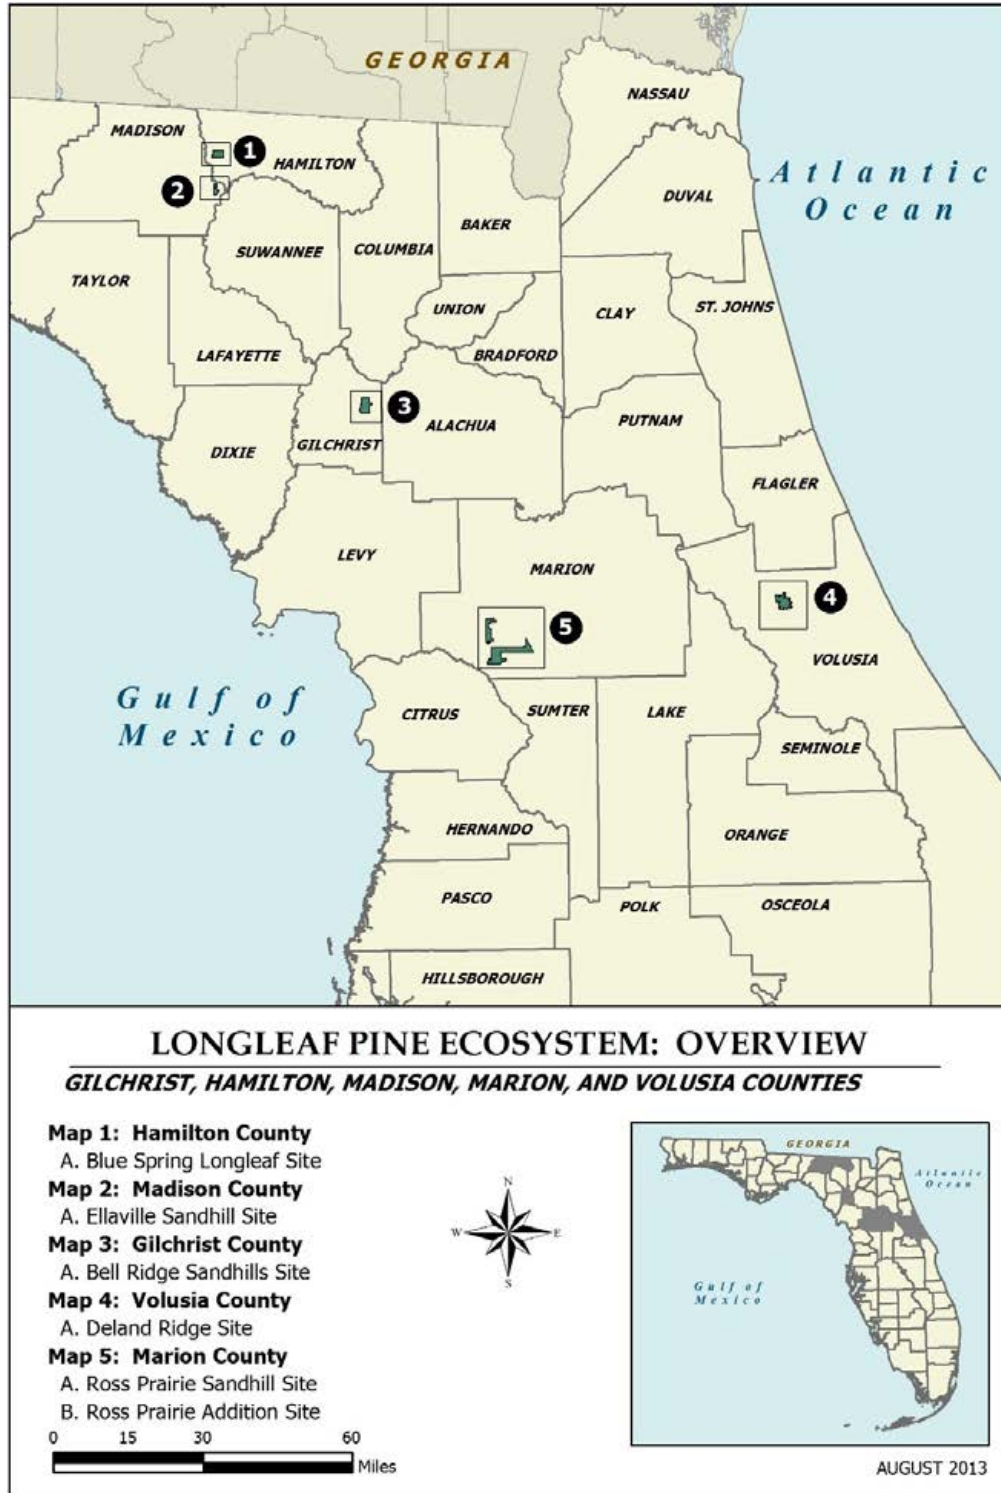 GEORGIA
NASSAU
MADISON
1
HAMILTON
2
Atlantic
Ocean
DUVAL
BAKER
SUWANNEE
COLUMBIA
TAYLOR
UNION
CLAY
ST. JOHNS
LAFAYETTE
BRADFORD
3
ALACHUA
PUTNAM
GILCHRIST
DIXIE
FLAGLER
LEVY
MARION
4
5
VOLUSIA
Gulf of
Mexico
CITRUS
SUMTER
LAKE
SEMINOLE
HERNANDO
ORANGE
PASCO
POLK
OSCEOLA
HILLSBOROUGH
LONGLEAF PINE ECOSYSTEM: OVERVIEW
GILCHRIST, HAMILTON, MADISON, MARION, AND VOLUSIA COUNTIES
Map 1: Hamilton County
A. Blue Spring Longleaf Site
Map 2: Madison County
A. Ellaville Sandhill Site
Map 3: Gilchrist County
A. Bell Ridge Sandhills Site
Map 4: Volusia County
A. Deland Ridge Site
Map 5: Marion County
A. Ross Prairie Sandhill Site
B. Ross Prairie Addition Site
0 15 30 60
Miles
N
W E
S
GEORGIA
Atlantic
Ocean
Gulf of
Mexico
AUGUST 2013